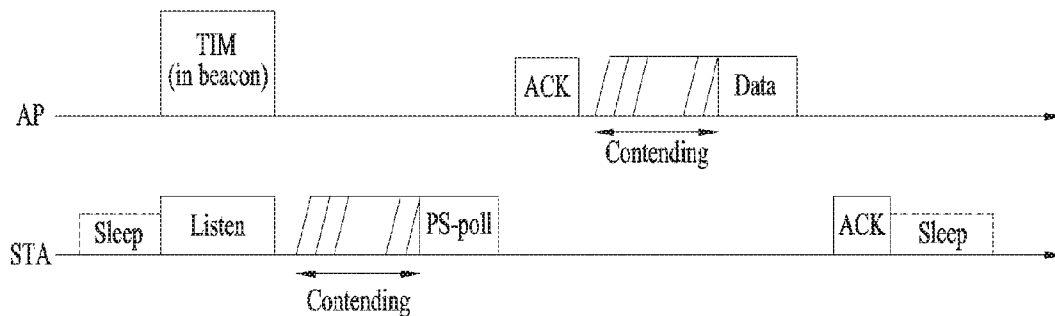 TIM
(in beacon)
ACK
Data
AP
Contending
Sleep
Listen
PS-poll
ACK
Sleep
STA
Contending